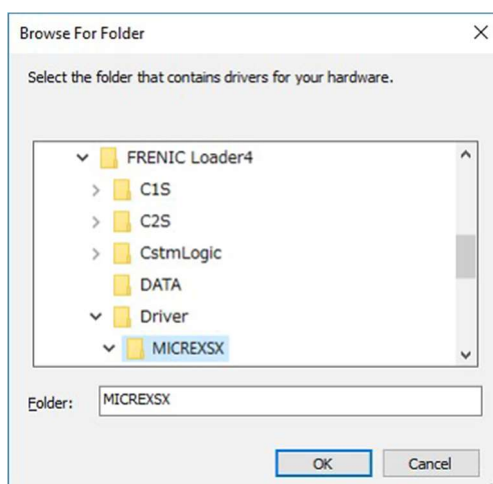 Browse For Folder
Select the folder that contains drivers for your hardware.
FRENIC Loader4
C1S
C2S
CstmLogic
DATA
Driver
MICREXSX
Folder: MICREXSX
OK Cancel